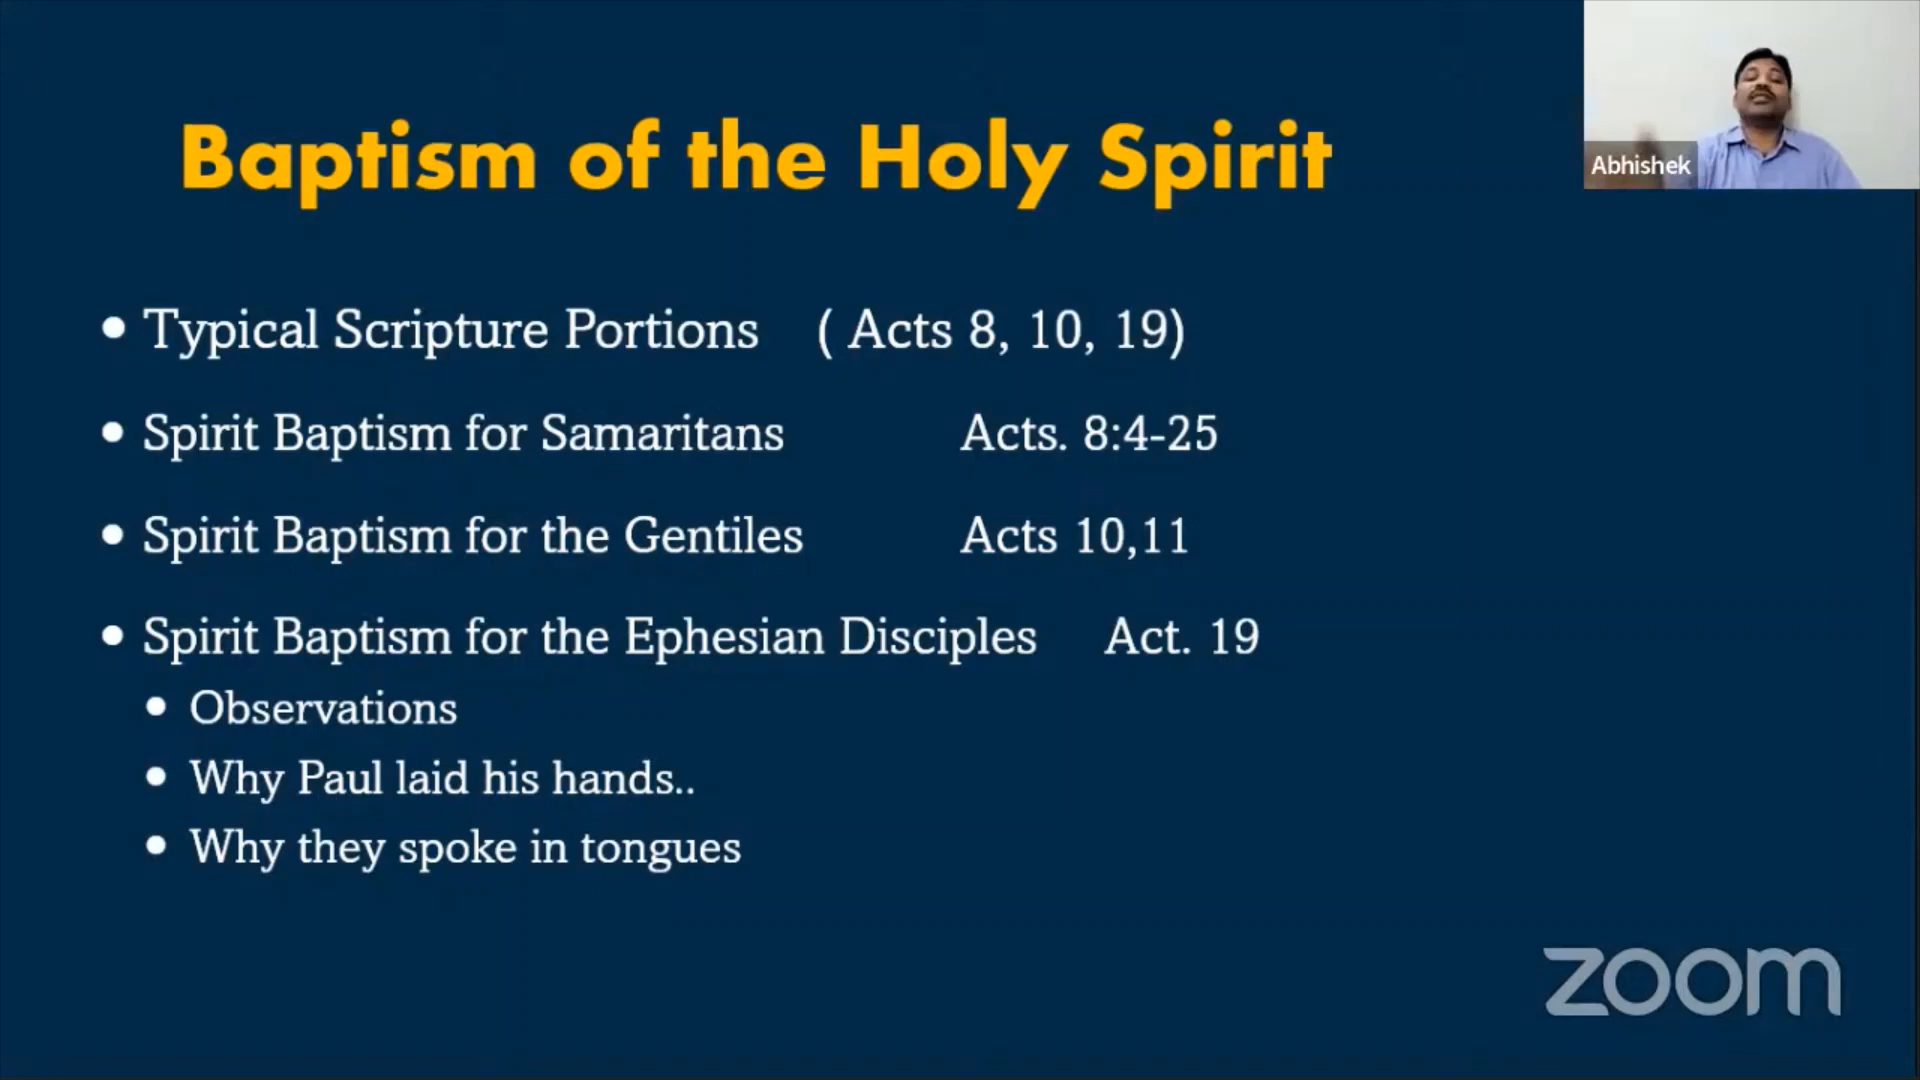 Abhishek
Baptism of the Holy Spirit
• Typical Scripture Portions ( Acts 8, 10, 19)
• Spirit Baptism for Samaritans Acts. 8:4-25
• Spirit Baptism for the Gentiles Acts 10,11
• Spirit Baptism for the Ephesian Disciples Act. 19
• Observations
• Why Paul laid his hands..
• Why they spoke in tongues
zoom